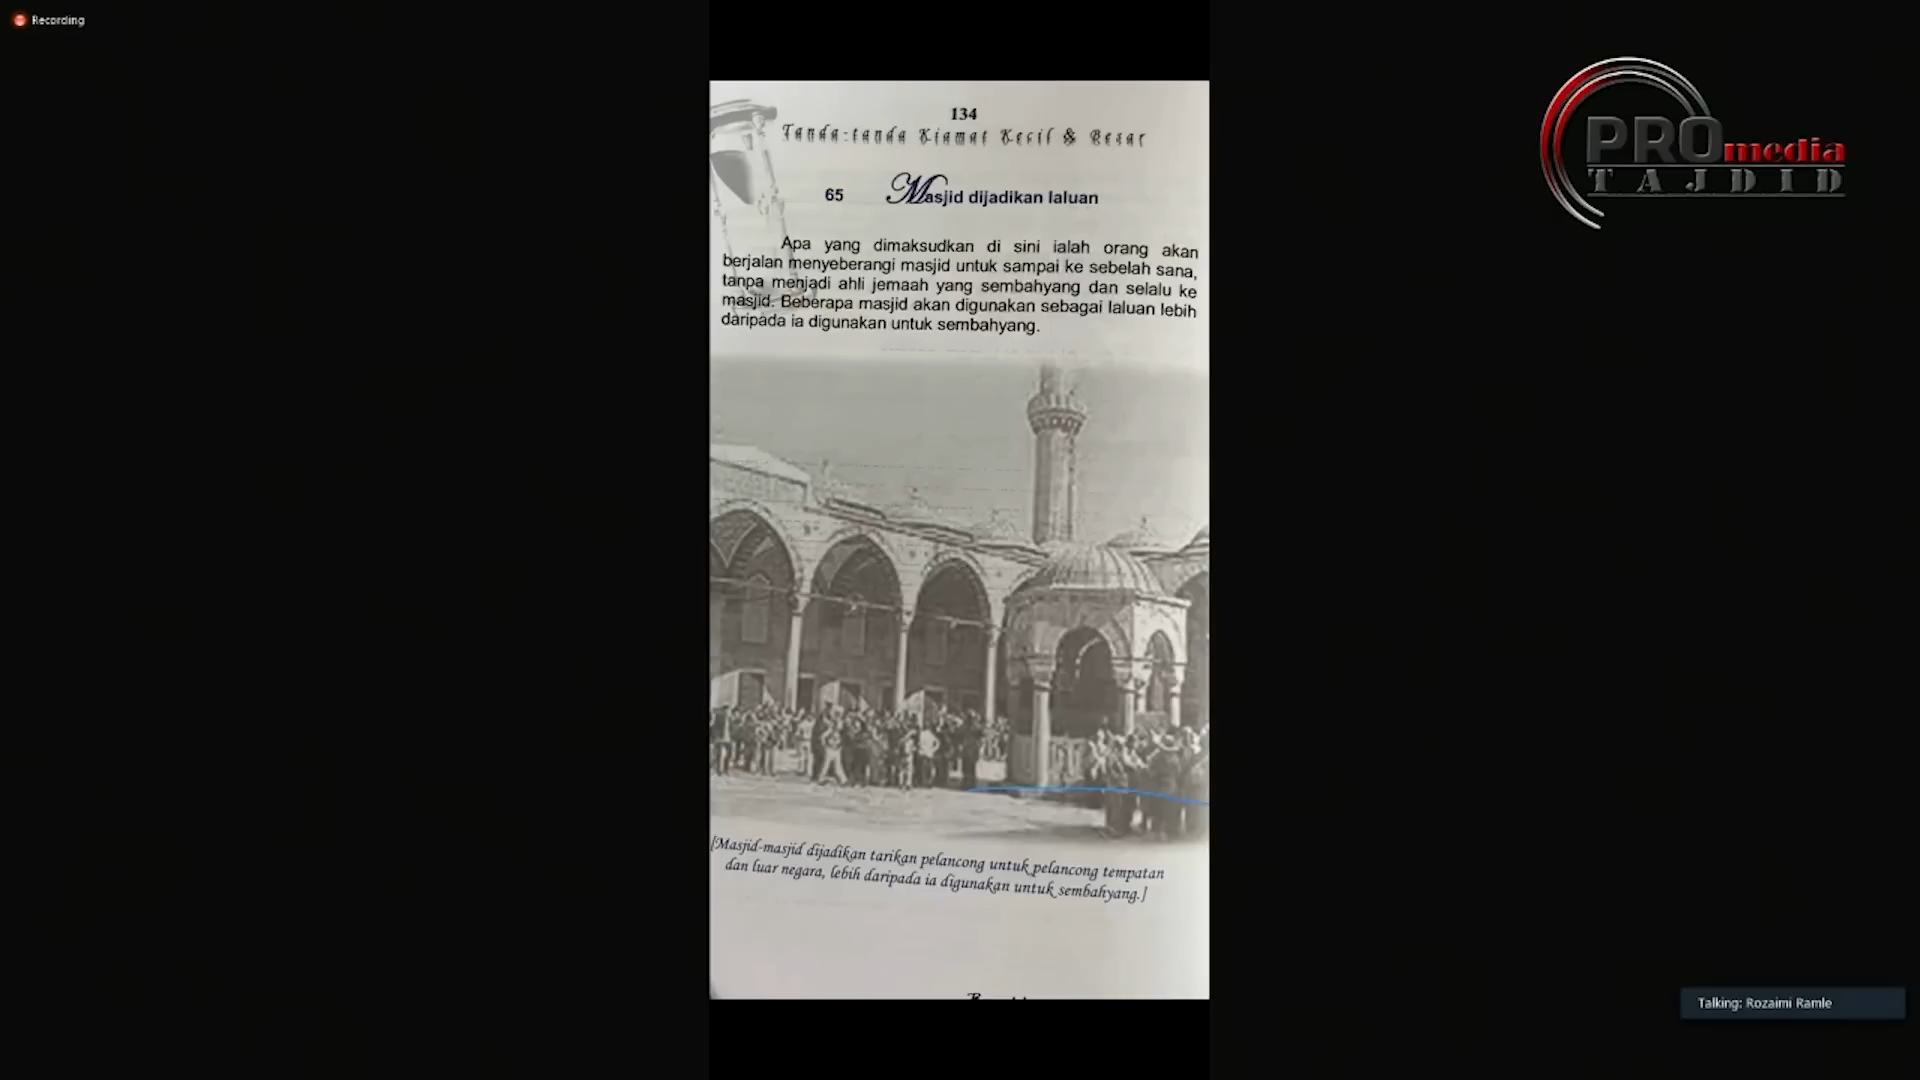 Recording
PROmedia
TAJDID
134
Tanda-tanda Kiamat Kecil & Besar
65 Masjid dijadikan laluan
Apa yang dimaksudkan di sini ialah orang akan
berjalan menyeberangi masjid untuk sampai ke sebelah sana,
tanpa menjadi ahli jemaah yang sembahyang dan selalu ke
masjid. Beberapa masjid akan digunakan sebagai laluan lebih
daripada ia digunakan untuk sembahyang.
[Masjid-masjid dijadikan tarikan pelancong untuk pelancong tempatan
dan luar negara, lebih daripada ia digunakan untuk sembahyang.]
Talking: Rozaimi Ramle